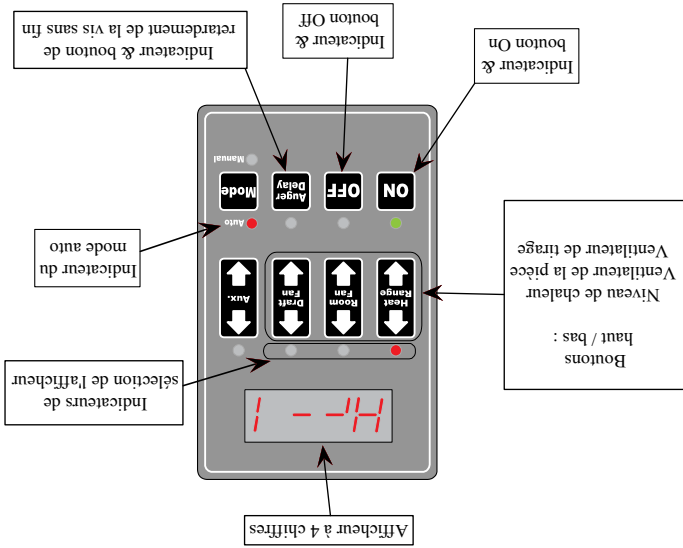 Afficheur à 4 chiffres
H--1
Indicateurs de
sélection de l'afficheur
Boutons
haut / bas :
Niveau de chaleur
Ventilateur de la pièce
Ventilateur de tirage
Heat
Range
Room
Fan
Draft
Fan
Aux.
Indicateur du
mode auto
Auto
ON
OFF
Auger
Delay
Mode
Manual
Indicateur &
bouton On
Indicateur &
bouton Off
Indicateur & bouton de
retardement de la vis sans fin